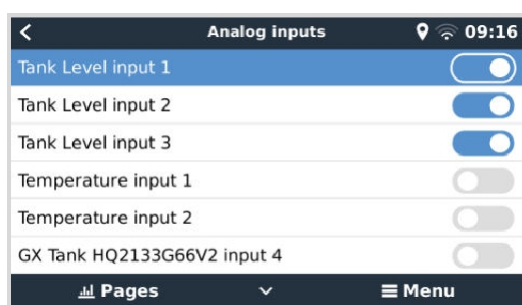 Analog inputs 09:16
Tank Level input 1
Tank Level input 2
Tank Level input 3
Temperature input 1
Temperature input 2
GX Tank HQ2133G66V2 input 4
Pages Menu